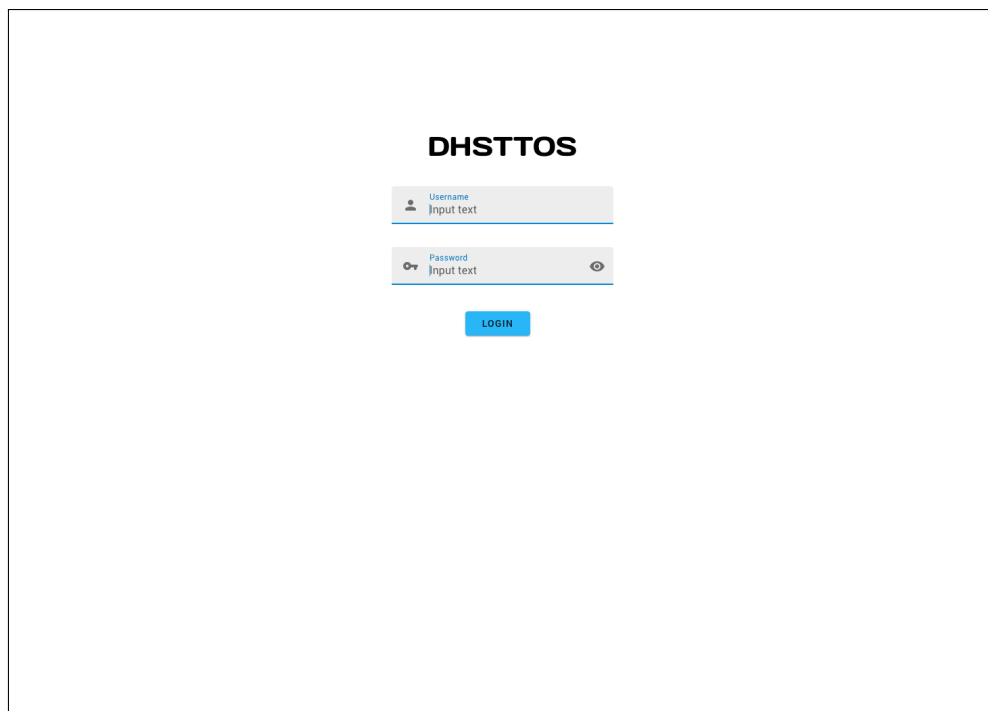 DHSTTOS
Username
Input text
Password
Input text
LOGIN